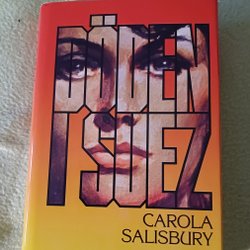 DÖDEN
I SUEZ
CAROLA
SALISBURY